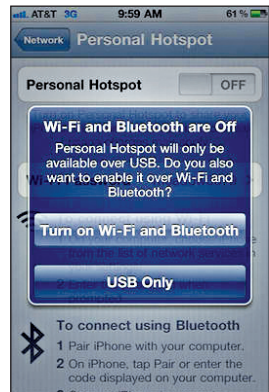 AT&T 3G 9:59 AM 61 %
Network Personal Hotspot
Personal Hotspot OFF
Wi-Fi and Bluetooth are Off
Personal Hotspot will only be
available over USB. Do you also
want to enable it over Wi-Fi and
Bluetooth?
Turn on Wi-Fi and Bluetooth
USB Only
To connect using Bluetooth
1 Pair iPhone with your computer.
2 On iPhone, tap Pair or enter the
code displayed on your computer.